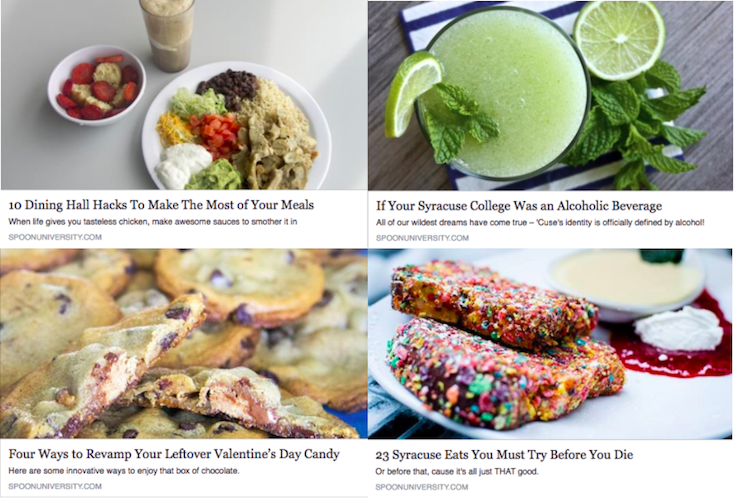 10 Dining Hall Hacks To Make The Most of Your Meals
When life gives you tasteless chicken, make awesome sauces to smother it in
SPOONUNIVERSITY.COM
If Your Syracuse College Was an Alcoholic Beverage
All of our wildest dreams have come true – 'Cuse's identity is officially defined by alcohol!
SPOONUNIVERSITY.COM
Four Ways to Revamp Your Leftover Valentine's Day Candy
Here are some innovative ways to enjoy that box of chocolate.
SPOONUNIVERSITY.COM
23 Syracuse Eats You Must Try Before You Die
Or before that, cause it's all just THAT good.
SPOONUNIVERSITY.COM